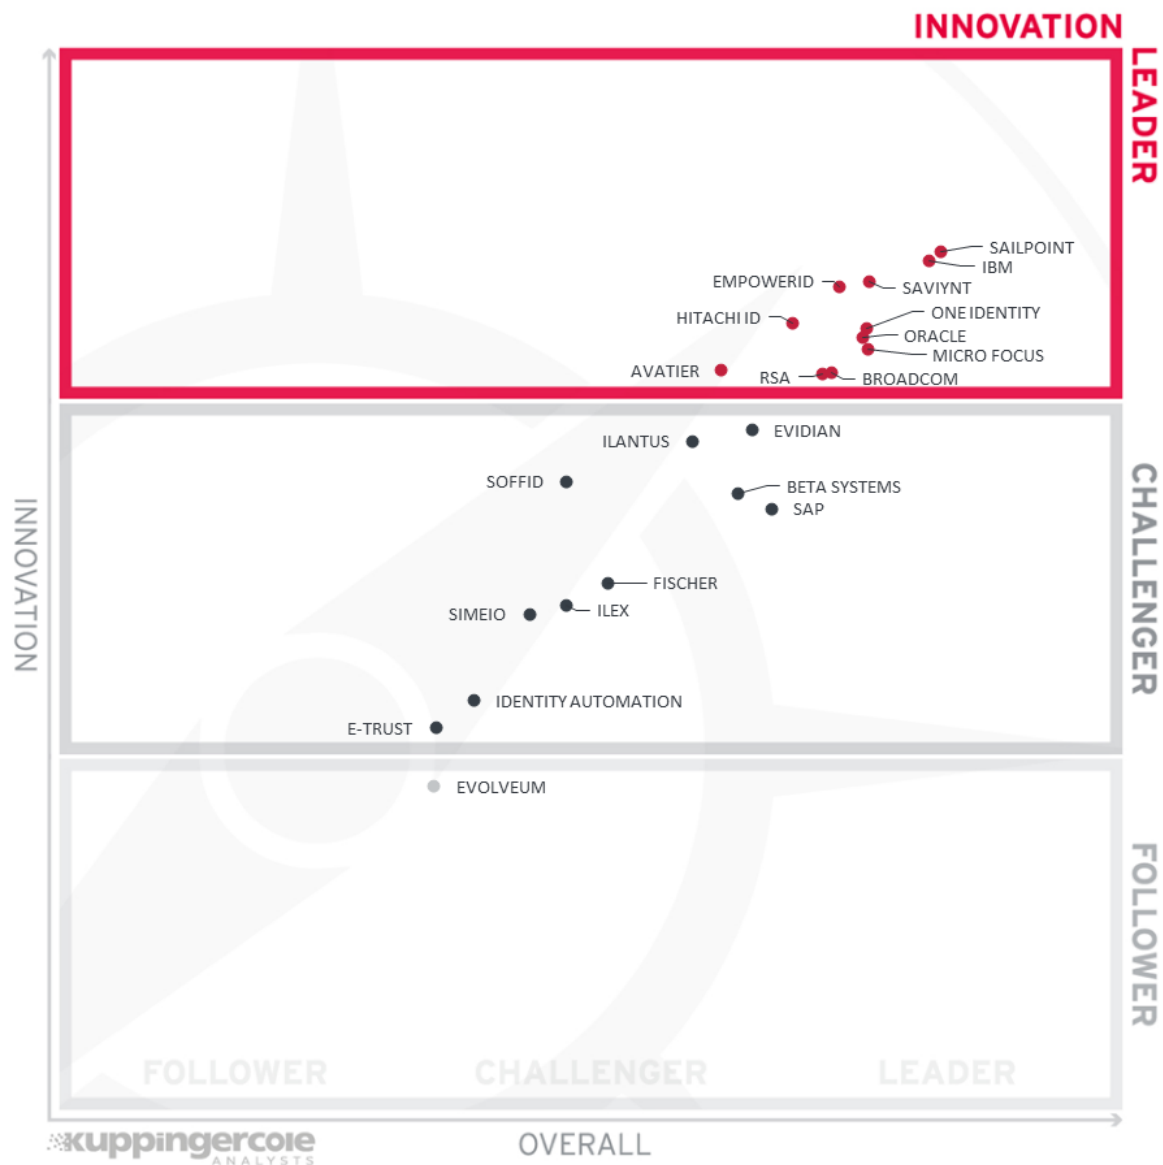 INNOVATION
LEADER
SAILPOINT
IBM
EMPOWERID
SAVIYNT
ONE IDENTITY
HITACHI ID
ORACLE
MICRO FOCUS
AVATIER
RSA
BROADCOM
EVIDIAN
ILANTUS
SOFFID
BETA SYSTEMS
SAP
CHALLENGER
INNOVATION
FISCHER
ILEX
SIMEIO
IDENTITY AUTOMATION
E-TRUST
EVOLVEUM
FOLLOWER
FOLLOWER CHALLENGER LEADER
kuppingercole
ANALYSTS
OVERALL